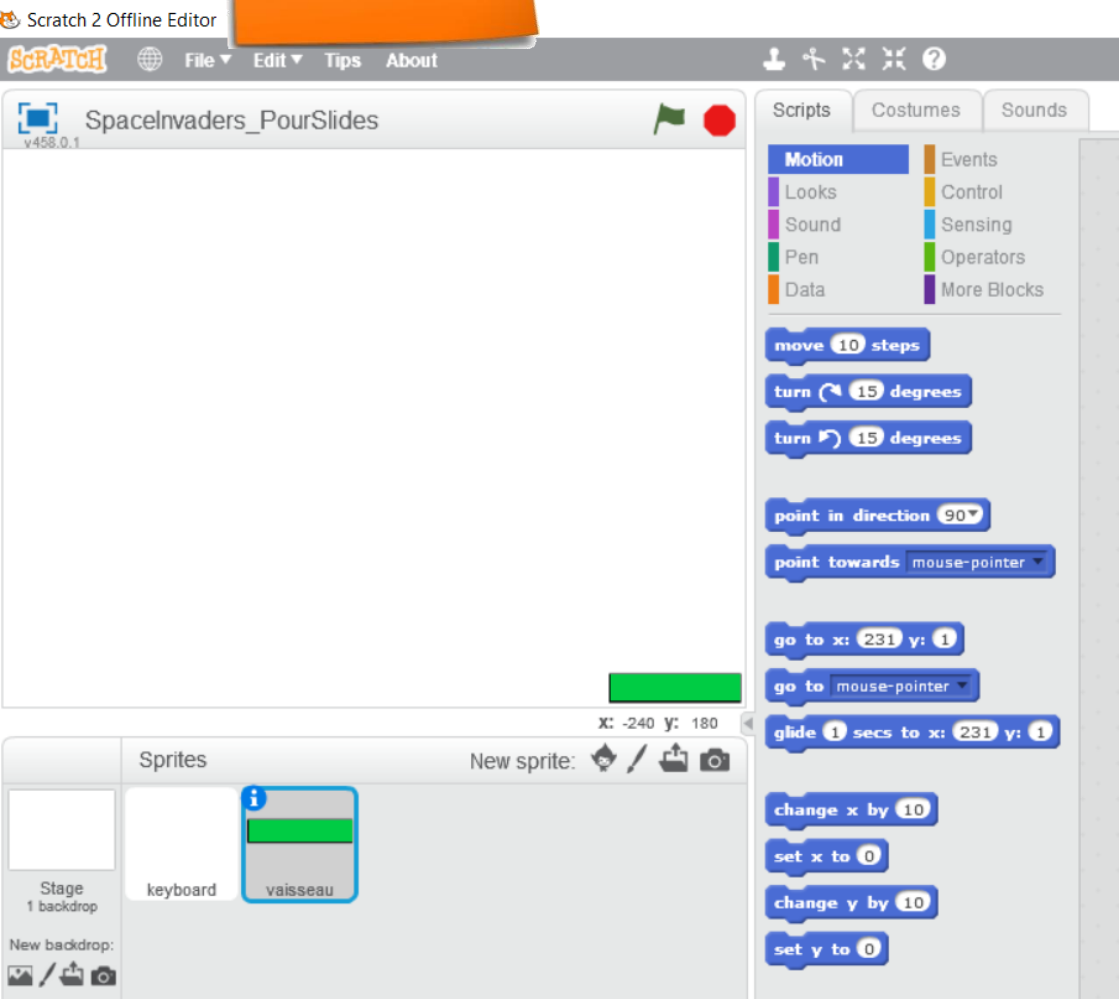 Scratch 2 Offline Editor
SCRATCH File Edit Tips About
SpaceInvaders_PourSlides
v458.0.1
x: -240 y: 180
Sprites New sprite:
Stage
1 backdrop
New backdrop:
keyboard
vaisseau
Scripts Costumes Sounds
Motion Events
Looks Control
Sound Sensing
Pen Operators
Data More Blocks
move 10 steps
turn 15 degrees
turn 15 degrees
point in direction 90
point towards mouse-pointer
go to x: 231 y: 1
go to mouse-pointer
glide 1 secs to x: 231 y: 1
change x by 10
set x to 0
change y by 10
set y to 0